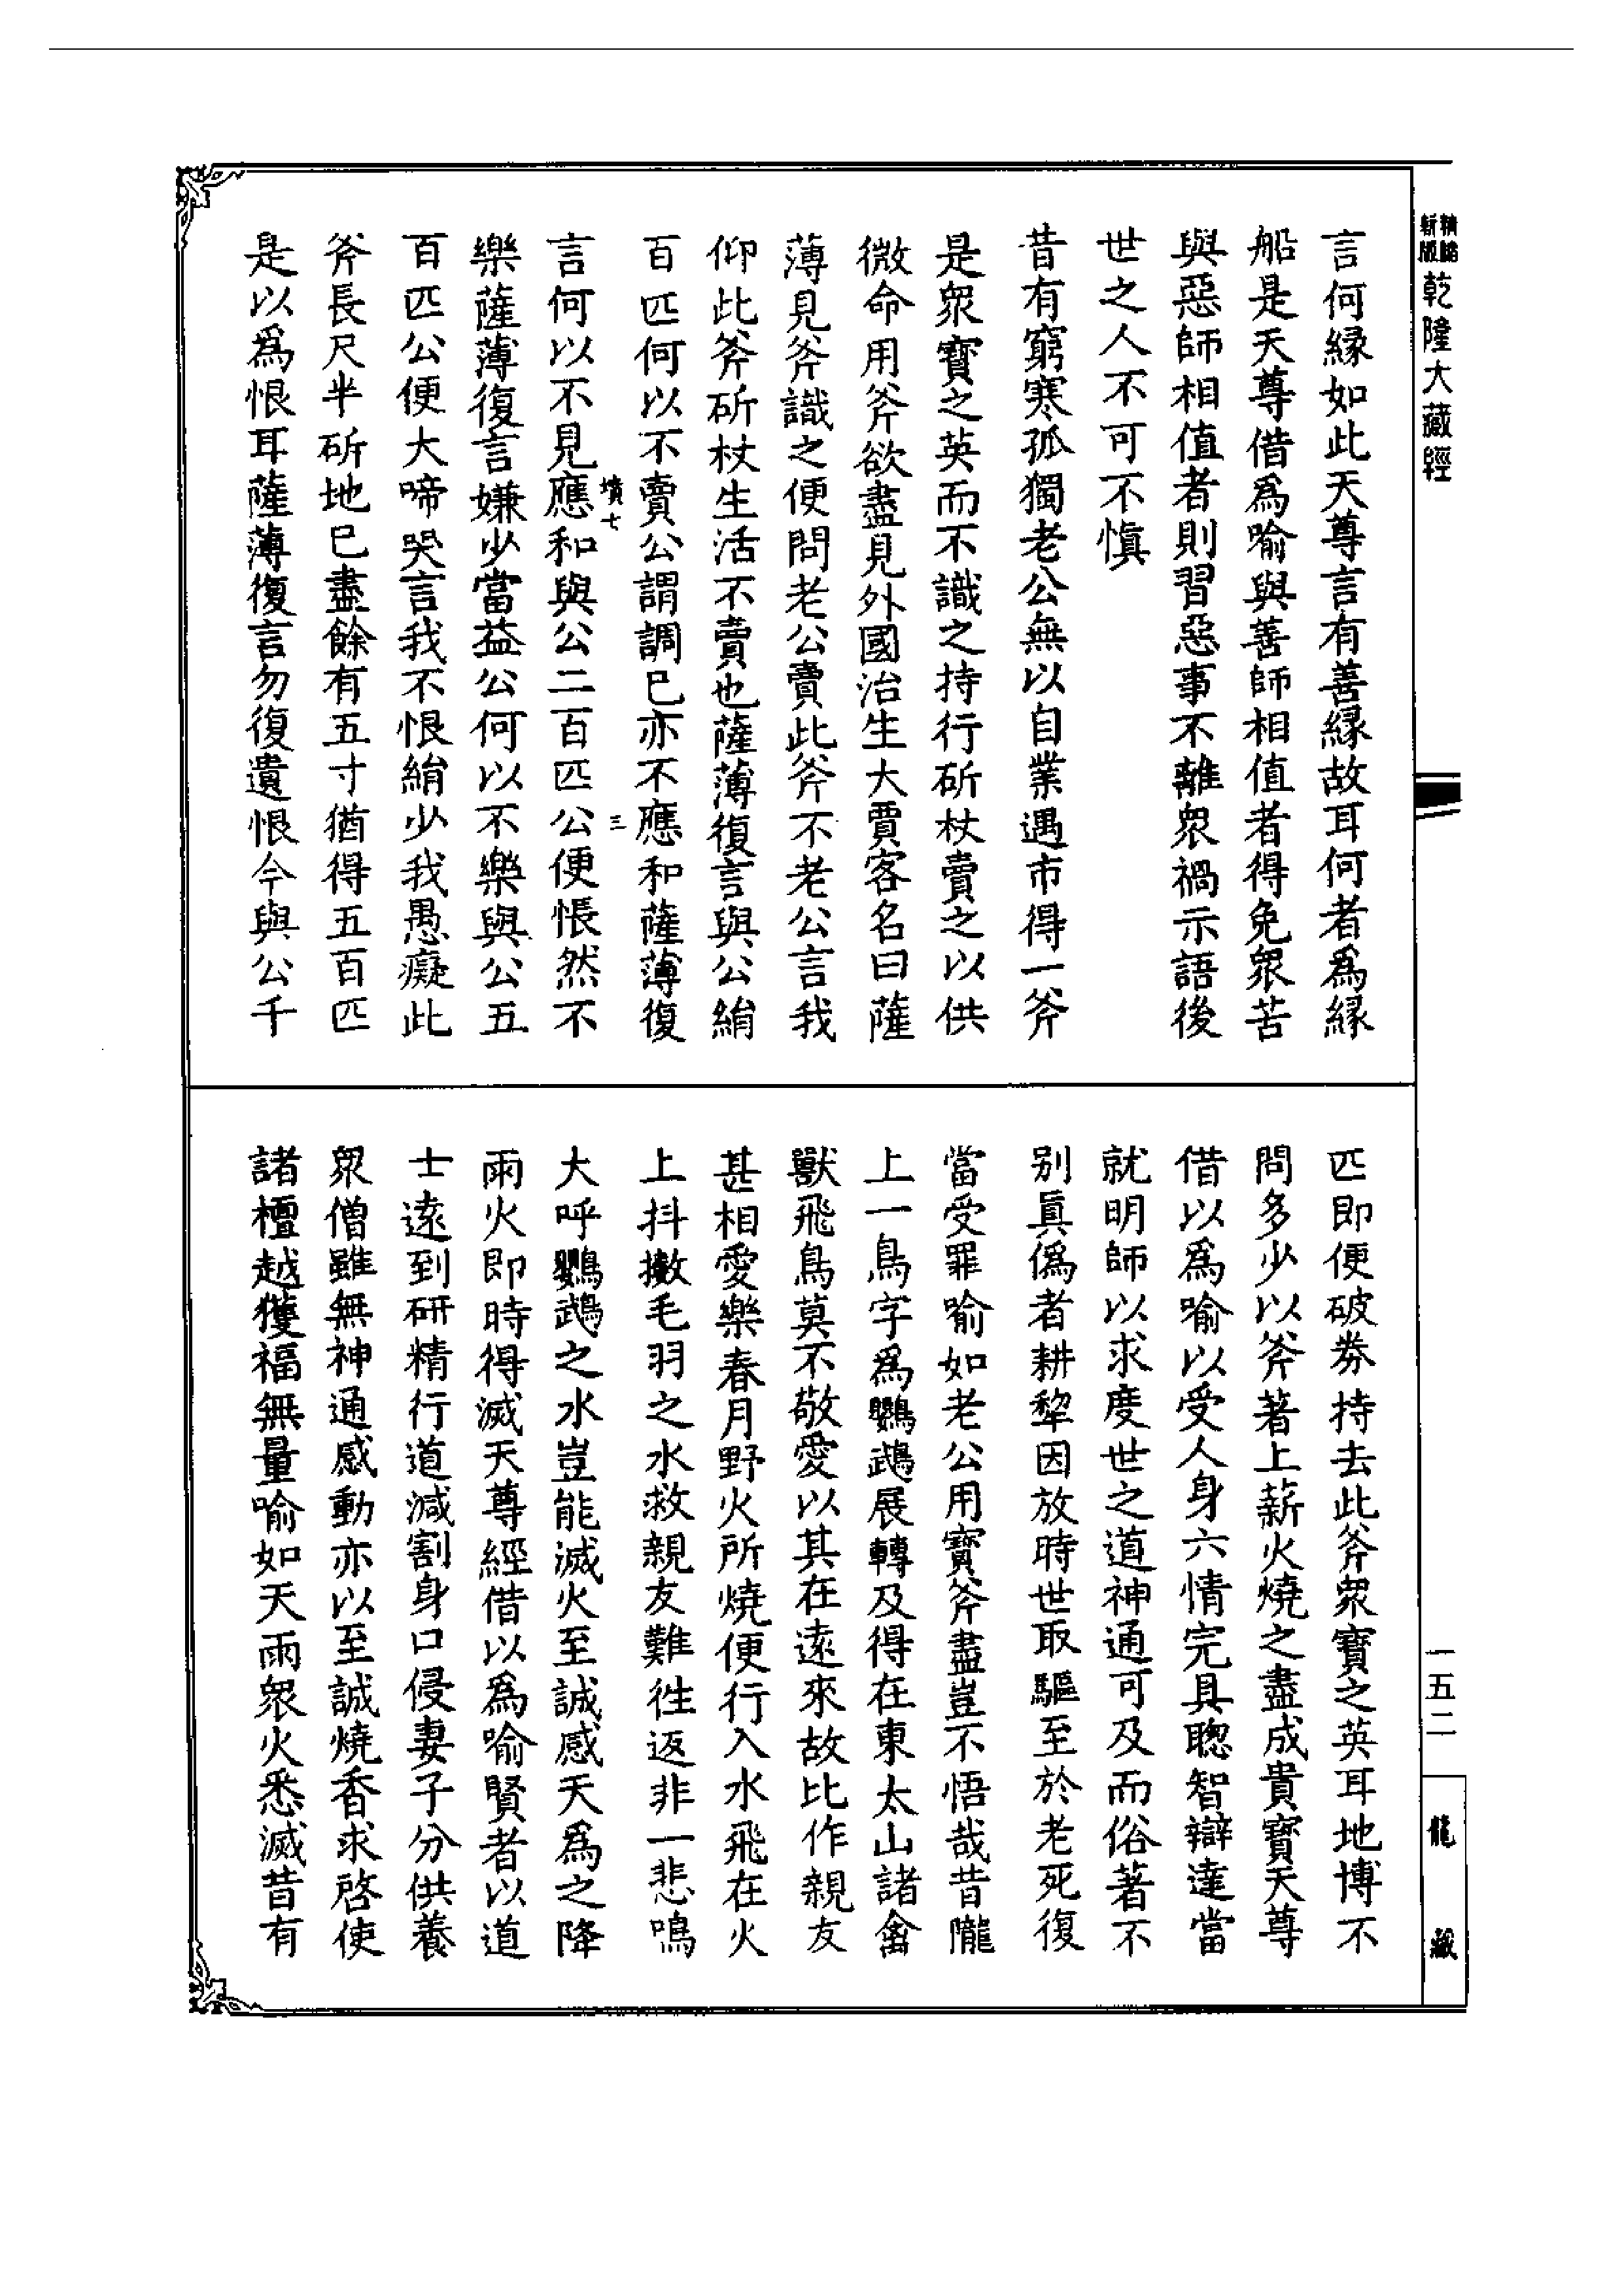 新版
精縮
乾隆大藏經
言何緣如此天尊言有善緣故耳何者爲緣
船是天尊借爲喻與善師相值者得免衆苦
與惡師相值者則習惡事不離衆禍示語後
世之人不可不愼
昔有窮寒孤獨老公無以自業遇市得一斧
是衆寶之英而不識之持行斫杖賣之以供
微命用斧欲盡見外國治生大賈客名曰薩
薄見斧識之便問老公賣此斧不老公言我
仰此斧斫杖生活不賣也薩薄復言與公絹
百匹何以不賣公謂調已亦不應和薩薄復
墳七
三
言何以不見應和與公二百匹公便悵然不
樂薩薄復言嫌少當益公何以不樂與公五
百匹公便大啼哭言我不恨絹少我愚癡此
斧長尺半斫地已盡餘有五寸猶得五百匹
是以爲恨耳薩薄復言勿復遺恨今與公千
匹即便破券持去此斧衆寶之英耳地博不
問多少以斧著上薪火燒之盡成貴寶天尊
借以爲喻以受人身六情完具聰智辯達當
就明師以求度世之道神通可及而俗著不
別眞僞者耕犂因放時世取驅至於老死復
當受罪喻如老公用寶斧盡豈不悟哉昔隴
上一鳥字爲鸚鵡展轉及得在東太山諸禽
獸飛鳥莫不敬愛以其在遠來故比作親友
甚相愛樂春月野火所燒便行入水飛在火
上抖擻毛羽之水救親友難徃返非一悲鳴
大呼鸚鵡之水豈能滅火至誠感天爲之降
雨火即時得滅天尊經借以爲喻賢者以道
士遠到研精行道減割身口侵妻子分供養
衆僧雖無神通感動亦以至誠燒香求啓使
諸檀越獲福無量喻如天雨衆火悉滅昔有
一五二
龍藏